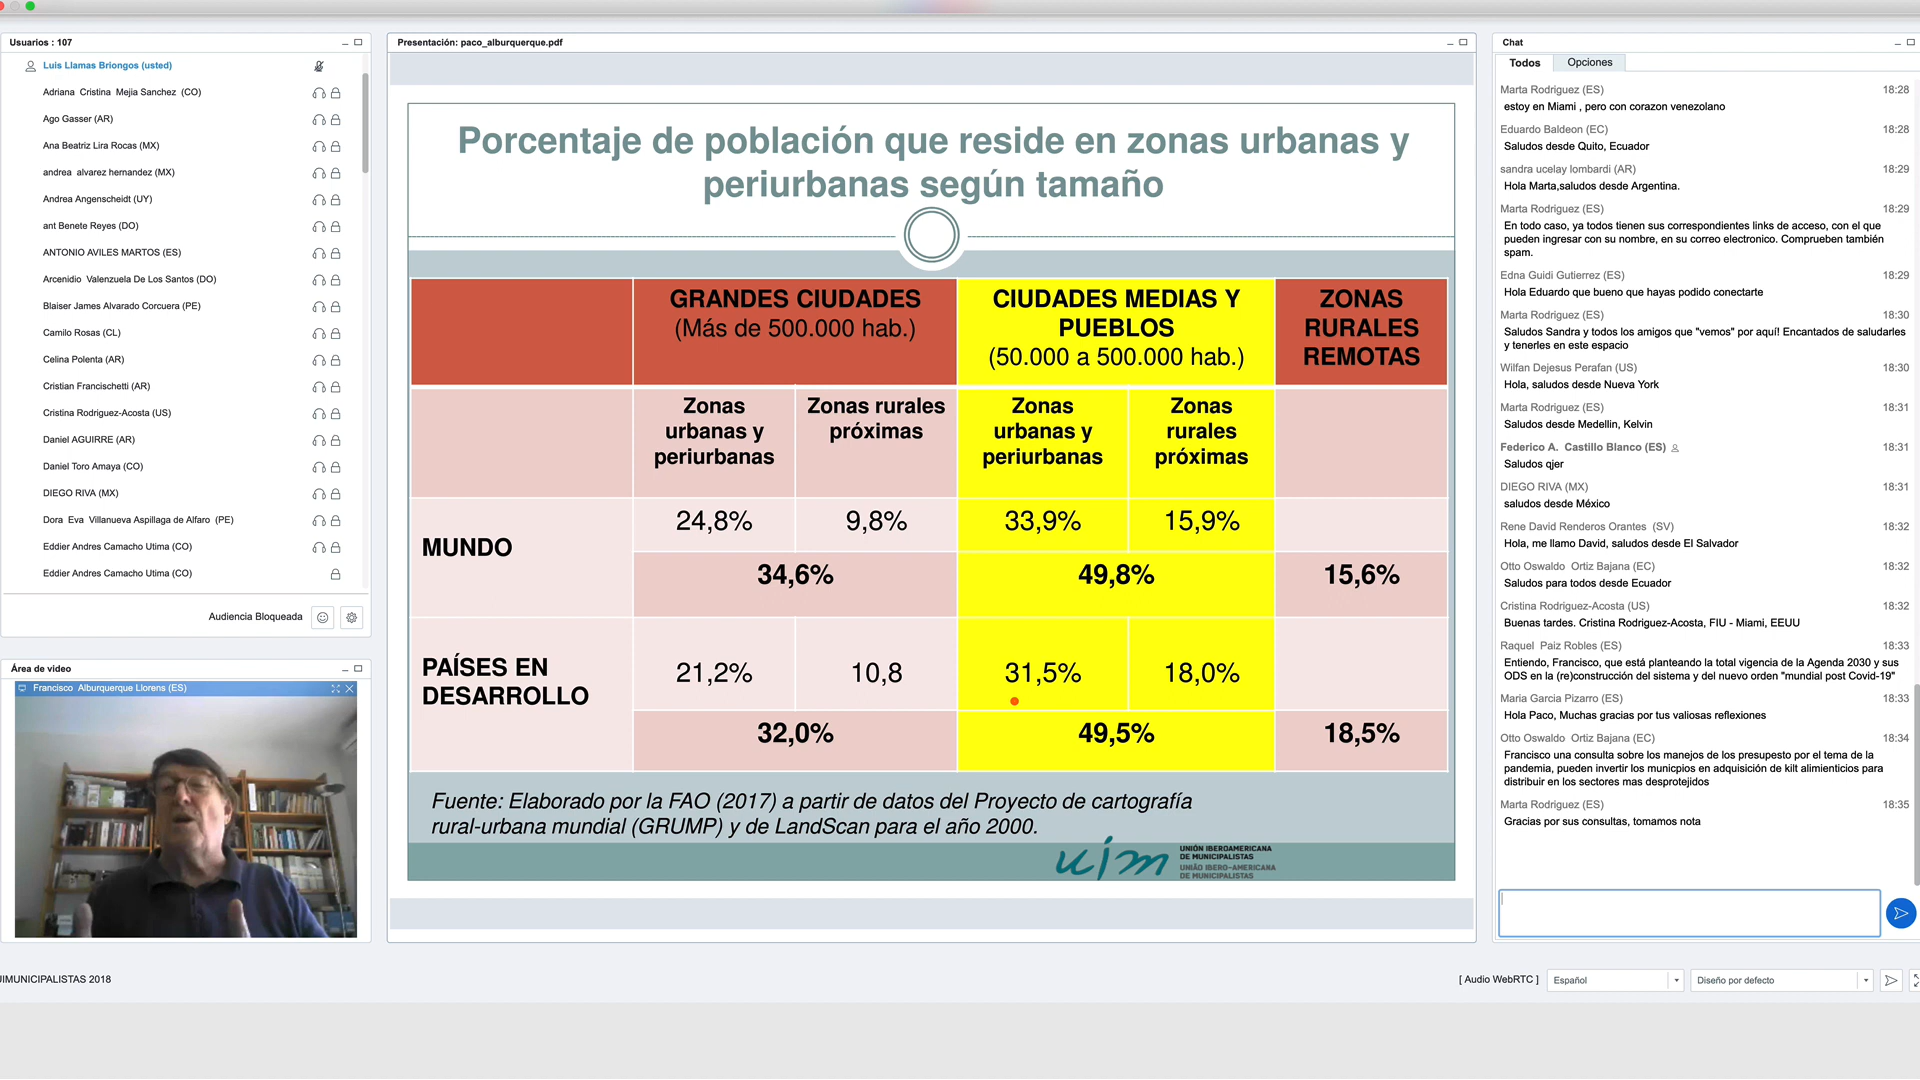 Usuarios : 107
Luis Llamas Briongos (usted)
Adriana Cristina Mejia Sanchez (CO)
Ago Gasser (AR)
Ana Beatriz Lira Rocas (MX)
andrea alvarez hernandez (MX)
Andrea Angenscheidt (UY)
ant Benete Reyes (DO)
ANTONIO AVILES MARTOS (ES)
Arcenidio Valenzuela De Los Santos (DO)
Blaiser James Alvarado Corcuera (PE)
Camilo Rosas (CL)
Celina Polenta (AR)
Cristian Francischetti (AR)
Cristina Rodriguez-Acosta (US)
Daniel AGUIRRE (AR)
Daniel Toro Amaya (CO)
DIEGO RIVA (MX)
Dora Eva Villanueva Aspillaga de Alfaro (PE)
Eddier Andres Camacho Utima (CO)
Eddier Andres Camacho Utima (CO)
Audiencia Bloqueada
Área de video
Francisco Alburquerque Llorens (ES)
Presentación: paco_alburquerque.pdf
Porcentaje de población que reside en zonas urbanas y
periurbanas según tamaño
GRANDES CIUDADES
(Más de 500.000 hab.)
CIUDADES MEDIAS Y
PUEBLOS
(50.000 a 500.000 hab.)
ZONAS
RURALES
REMOTAS
Zonas
urbanas y
periurbanas
Zonas rurales
próximas
Zonas
urbanas y
periurbanas
Zonas
rurales
próximas
MUNDO
24,8%
9,8%
33,9%
15,9%
34,6%
49,8%
15,6%
PAÍSES EN
DESARROLLO
21,2%
10,8
31,5%
18,0%
32,0%
49,5%
18,5%
Fuente: Elaborado por la FAO (2017) a partir de datos del Proyecto de cartografía
rural-urbana mundial (GRUMP) y de LandScan para el año 2000.
uim
UNIÓN IBEROAMERICANA
DE MUNICIPALISTAS
UNIÃO IBERO-AMERICANA
DE MUNICIPALISTAS
Chat
Todos
Opciones
Marta Rodriguez (ES) 18:28
estoy en Miami , pero con corazon venezolano
Eduardo Baldeon (EC) 18:28
Saludos desde Quito, Ecuador
sandra ucelay lombardi (AR) 18:29
Hola Marta,saludos desde Argentina.
Marta Rodriguez (ES) 18:29
En todo caso, ya todos tienen sus correspondientes links de acceso, con el que
pueden ingresar con su nombre, en su correo electronico. Comprueben también
spam.
Edna Guidi Gutierrez (ES) 18:29
Hola Eduardo que bueno que hayas podido conectarte
Marta Rodriguez (ES) 18:30
Saludos Sandra y todos los amigos que "vemos" por aquí! Encantados de saludarles
y tenerles en este espacio
Wilfan Dejesus Perafan (US) 18:30
Hola, saludos desde Nueva York
Marta Rodriguez (ES) 18:31
Saludos desde Medellin, Kelvin
Federico A. Castillo Blanco (ES) 18:31
Saludos qjer
DIEGO RIVA (MX) 18:31
saludos desde México
Rene David Renderos Orantes (SV) 18:32
Hola, me llamo David, saludos desde El Salvador
Otto Oswaldo Ortiz Bajana (EC) 18:32
Saludos para todos desde Ecuador
Cristina Rodriguez-Acosta (US) 18:32
Buenas tardes. Cristina Rodriguez-Acosta, FIU - Miami, EEUU
Raquel Paiz Robles (ES) 18:33
Entiendo, Francisco, que está planteando la total vigencia de la Agenda 2030 y sus
ODS en la (re)construcción del sistema y del nuevo orden "mundial post Covid-19"
Maria Garcia Pizarro (ES) 18:33
Hola Paco, Muchas gracias por tus valiosas reflexiones
Otto Oswaldo Ortiz Bajana (EC) 18:34
Francisco una consulta sobre los manejos de los presupesto por el tema de la
pandemia, pueden invertir los municpios en adquisición de kilt alimienticios para
distribuir en los sectores mas desprotejidos
Marta Rodriguez (ES) 18:35
Gracias por sus consultas, tomamos nota
UIMUNICIPALISTAS 2018
[ Audio WebRTC ]
Español
Diseño por defecto